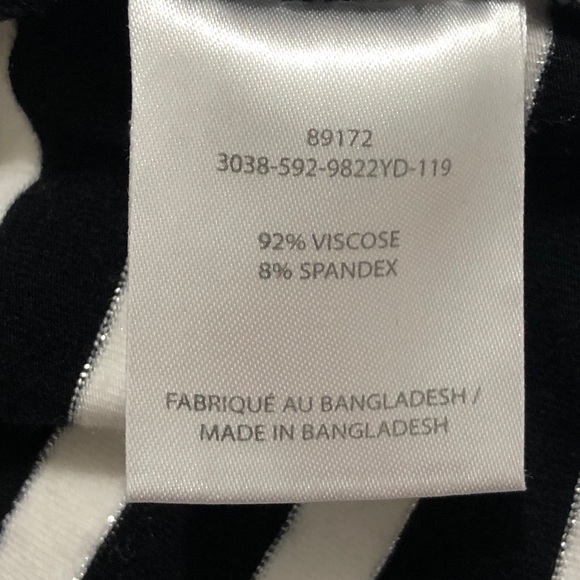 89172
3038-592-9822YD-119
92% VISCOSE
8% SPANDEX
FABRIQUÉ AU BANGLADESH /
MADE IN BANGLADESH